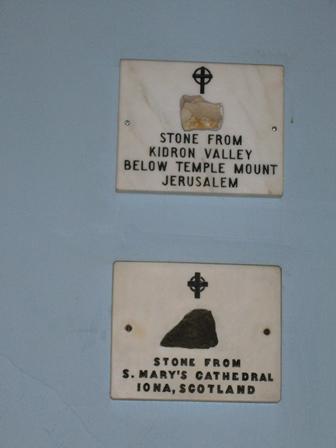 STONE FROM
KIDRON VALLEY
BELOW TEMPLE MOUNT
JERUSALEM
STONE FROM
S. MARY'S CATHEDRAL
IONA, SCOTLAND